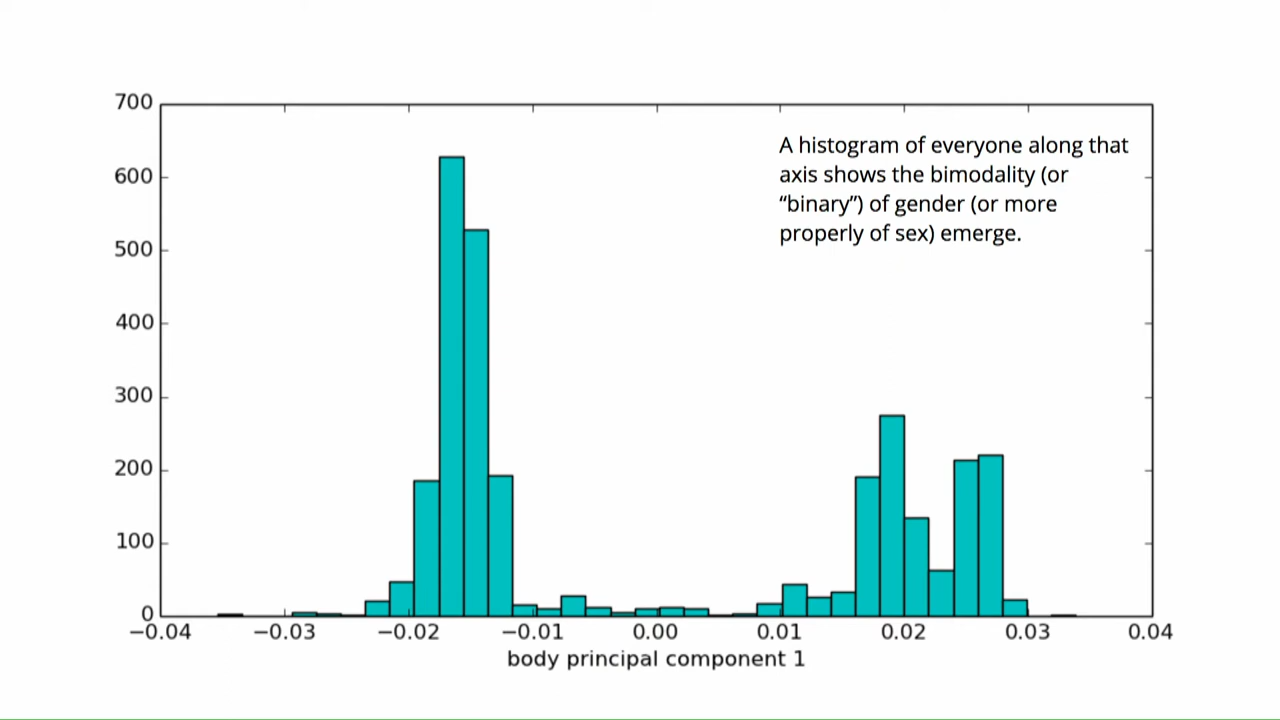 700
600
500
400
300
200
100
0
A histogram of everyone along that
axis shows the bimodality (or
“binary”) of gender (or more
properly of sex) emerge.
−0.04 −0.03 −0.02 −0.01 0.00 0.01 0.02 0.03 0.04
body principal component 1